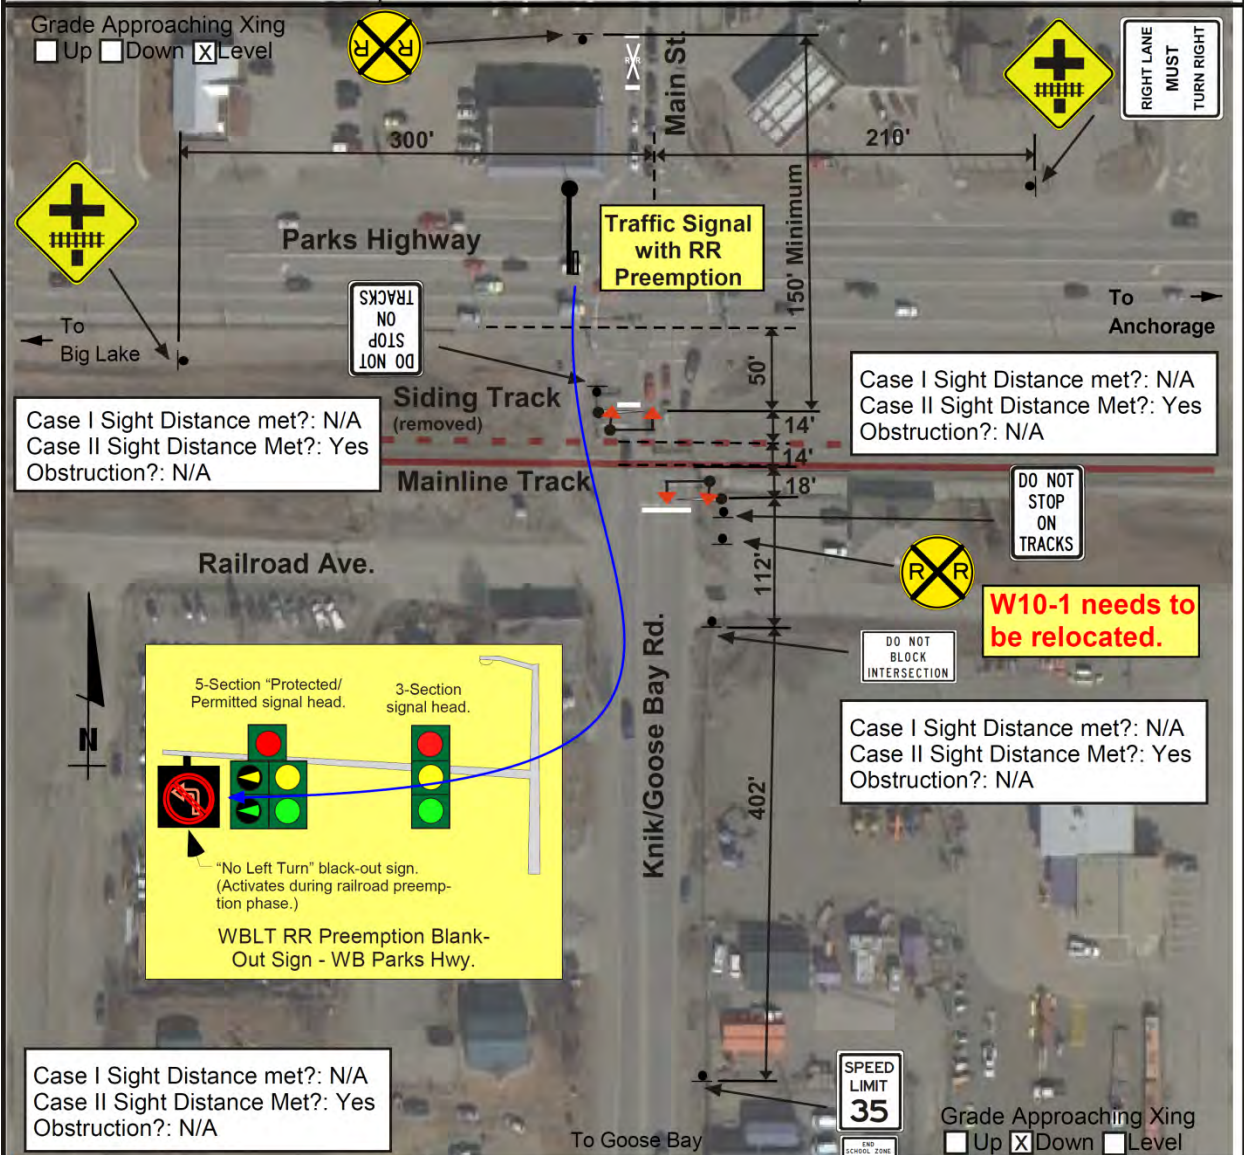 Grade Approaching Xing
Up Down X Level
R R
R R
Main St.
RIGHT LANE
MUST
TURN RIGHT
300'
210'
150' Minimum
Parks Highway
Traffic Signal
with RR
Preemption
DO NOT
STOP
ON
TRACKS
To
Big Lake
To
Anchorage
50'
Siding Track
(removed)
14'
14'
18'
Mainline Track
Case I Sight Distance met?: N/A
Case II Sight Distance Met?: Yes
Obstruction?: N/A
Case I Sight Distance met?: N/A
Case II Sight Distance Met?: Yes
Obstruction?: N/A
DO NOT
STOP
ON
TRACKS
Railroad Ave.
112'
R R
W10-1 needs to
be relocated.
DO NOT
BLOCK
INTERSECTION
N
Knik/Goose Bay Rd.
402'
5-Section "Protected/
Permitted signal head.
3-Section
signal head.
"No Left Turn" black-out sign.
(Activates during railroad preemp-
tion phase.)
WBLT RR Preemption Blank-
Out Sign - WB Parks Hwy.
Case I Sight Distance met?: N/A
Case II Sight Distance Met?: Yes
Obstruction?: N/A
Case I Sight Distance met?: N/A
Case II Sight Distance Met?: Yes
Obstruction?: N/A
SPEED
LIMIT
35
END
SCHOOL ZONE
To Goose Bay
Grade Approaching Xing
Up X Down Level